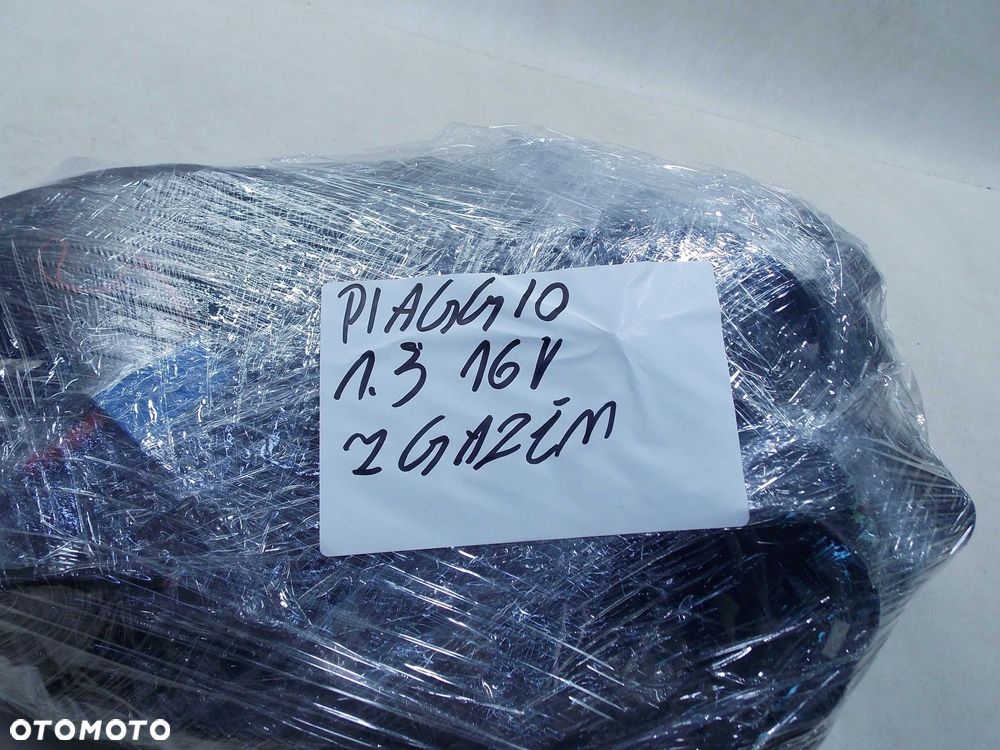 PIAGGIO
1.3 16V
Z GAZEM
OTOMOTO